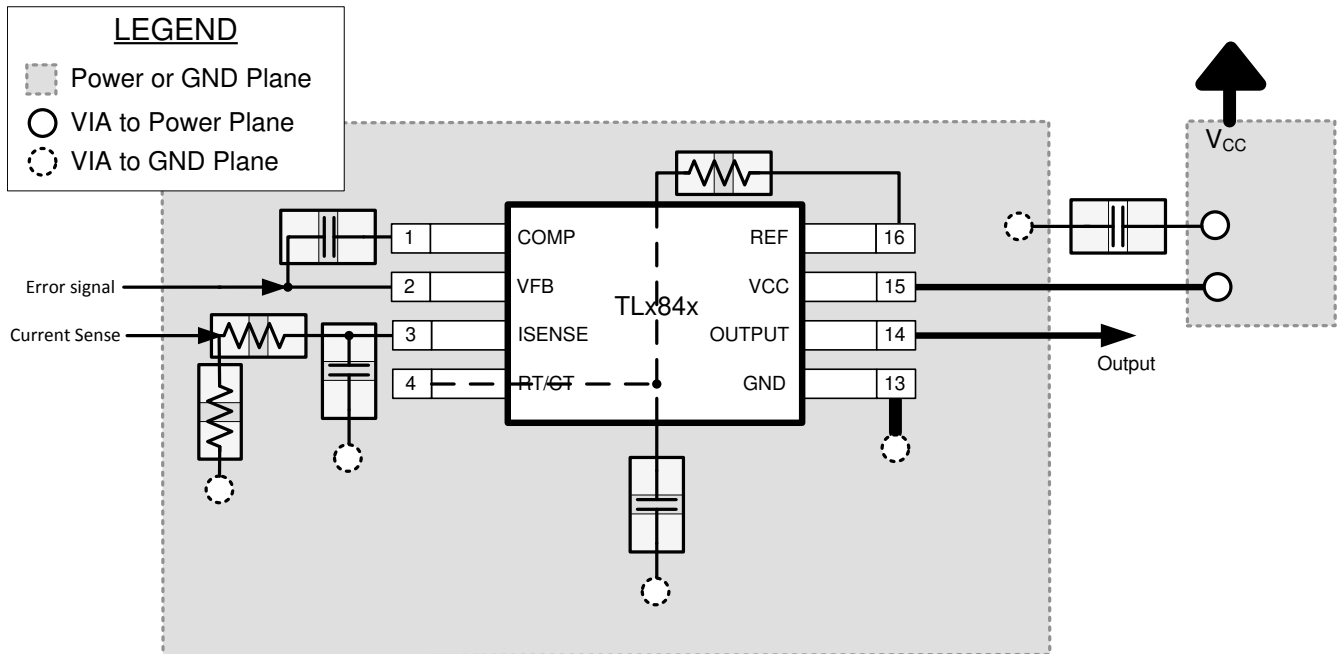 LEGEND
Power or GND Plane
VIA to Power Plane
VIA to GND Plane
VCC
1
COMP
REF
16
Error signal
2
VFB
VCC
15
TLx84x
Current Sense
3
ISENSE
OUTPUT
14
Output
4
RT/CT
GND
13